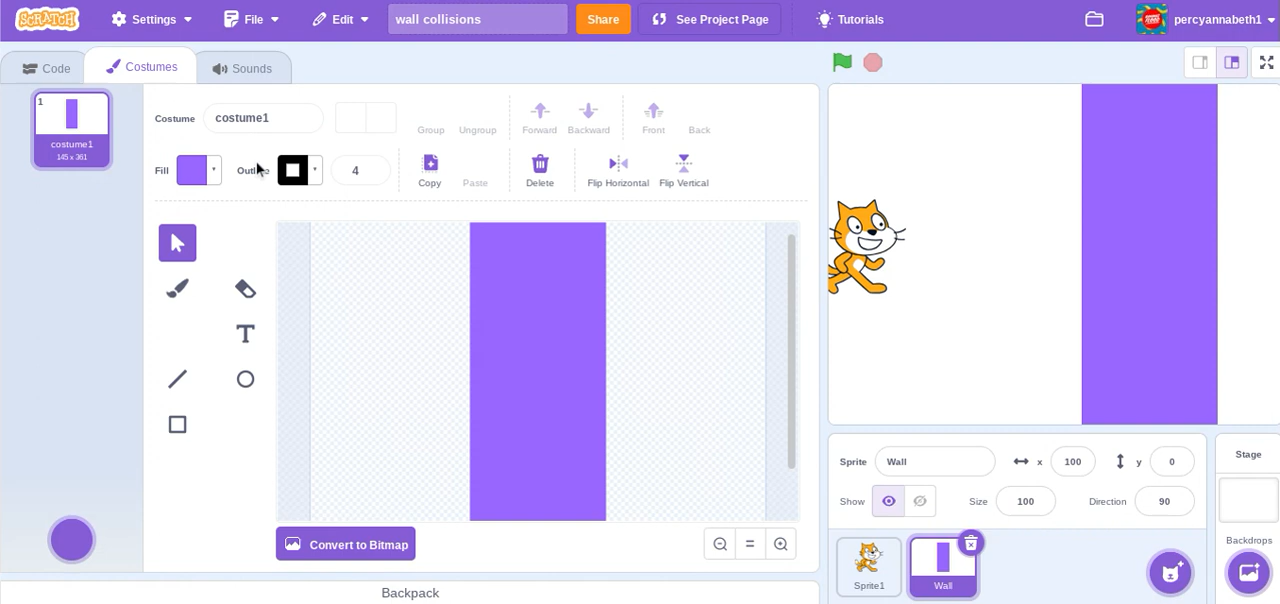 SCRATCH Settings File Edit wall collisions Share See Project Page Tutorials percyannabeth1
Code Costumes Sounds
1
costume1
145 x 361
Costume costume1 Group Ungroup Forward Backward Front Back
Fill 4 Copy Paste Delete Flip Horizontal Flip Vertical
T
Convert to Bitmap
Backpack
Sprite Wall x 100 y 0
Show Size 100 Direction 90
Sprite1
Wall
Stage
Backdrops